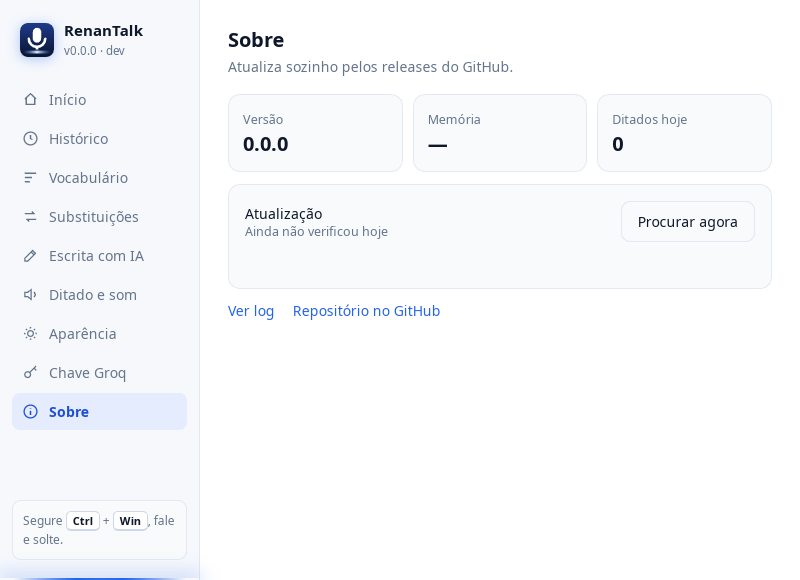 RenanTalk
v0.0.0 · dev
Início
Histórico
Vocabulário
Substituições
Escrita com IA
Ditado e som
Aparência
Chave Groq
Sobre
Segure Ctrl + Win, fale
e solte.
Sobre
Atualiza sozinho pelos releases do GitHub.
Versão
0.0.0
Memória
—
Ditados hoje
0
Atualização
Ainda não verificou hoje
Procurar agora
Ver log
Repositório no GitHub